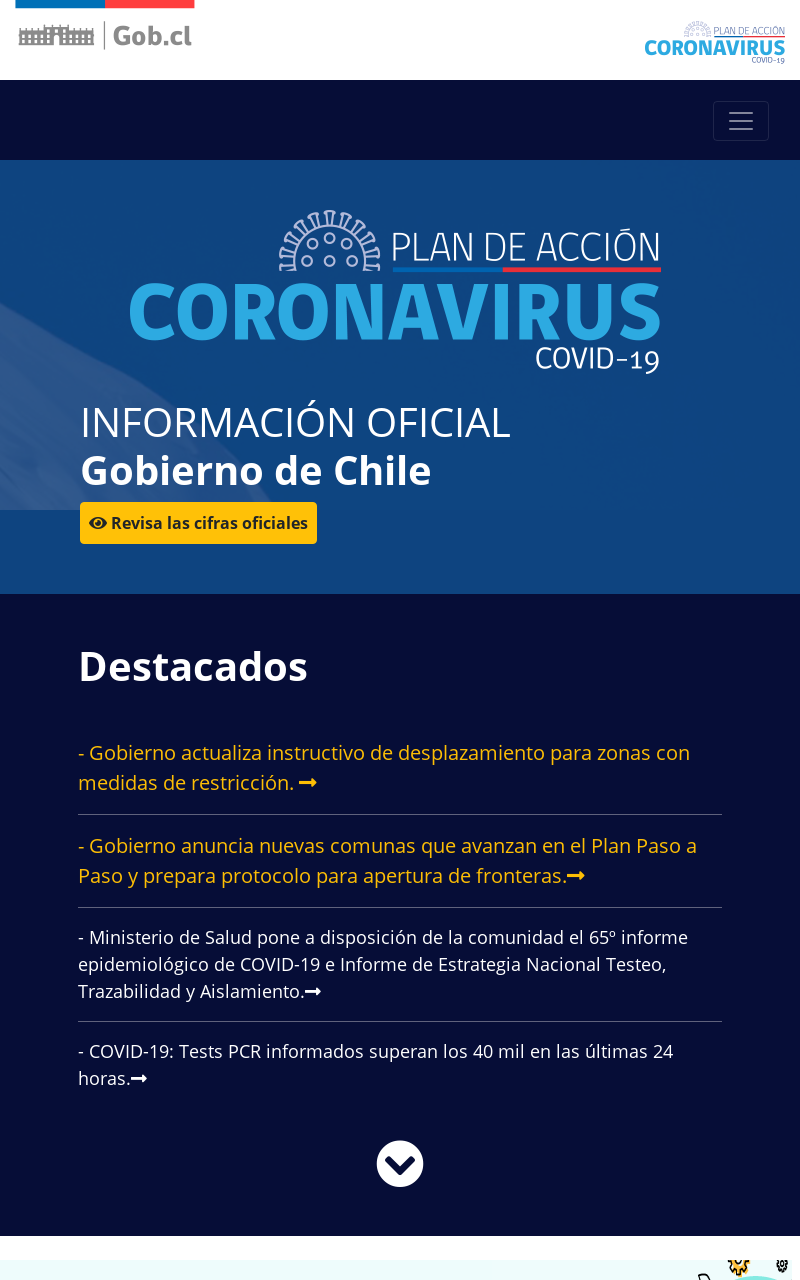 Gob.cl
PLAN DE ACCIÓN
CORONAVIRUS
COVID-19
PLAN DE ACCIÓN
CORONAVIRUS
COVID-19
INFORMACIÓN OFICIAL
Gobierno de Chile
Revisa las cifras oficiales
Destacados
- Gobierno actualiza instructivo de desplazamiento para zonas con
medidas de restricción.
- Gobierno anuncia nuevas comunas que avanzan en el Plan Paso a
Paso y prepara protocolo para apertura de fronteras.
- Ministerio de Salud pone a disposición de la comunidad el 65º informe
epidemiológico de COVID-19 e Informe de Estrategia Nacional Testeo,
Trazabilidad y Aislamiento.
- COVID-19: Tests PCR informados superan los 40 mil en las últimas 24
horas.